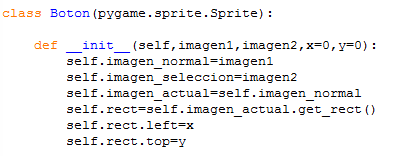 class Boton(pygame.sprite.Sprite):
def __init__(self,imagen1,imagen2,x=0,y=0):
self.imagen_normal=imagen1
self.imagen_seleccion=imagen2
self.imagen_actual=self.imagen_normal
self.rect=self.imagen_actual.get_rect()
self.rect.left=x
self.rect.top=y